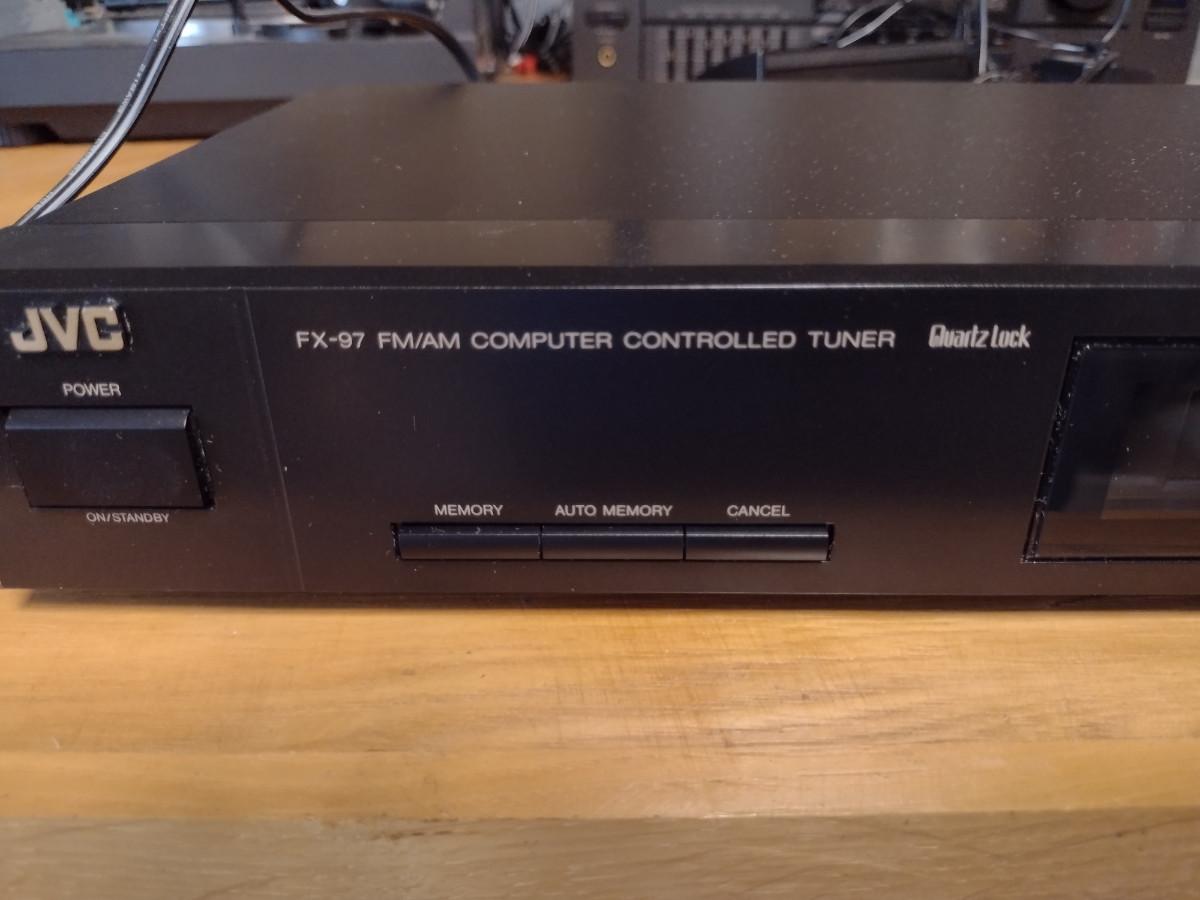 JVC
FX-97 FM/AM COMPUTER CONTROLLED TUNER Quartz Lock
POWER
ON/STANDBY
MEMORY AUTO MEMORY CANCEL